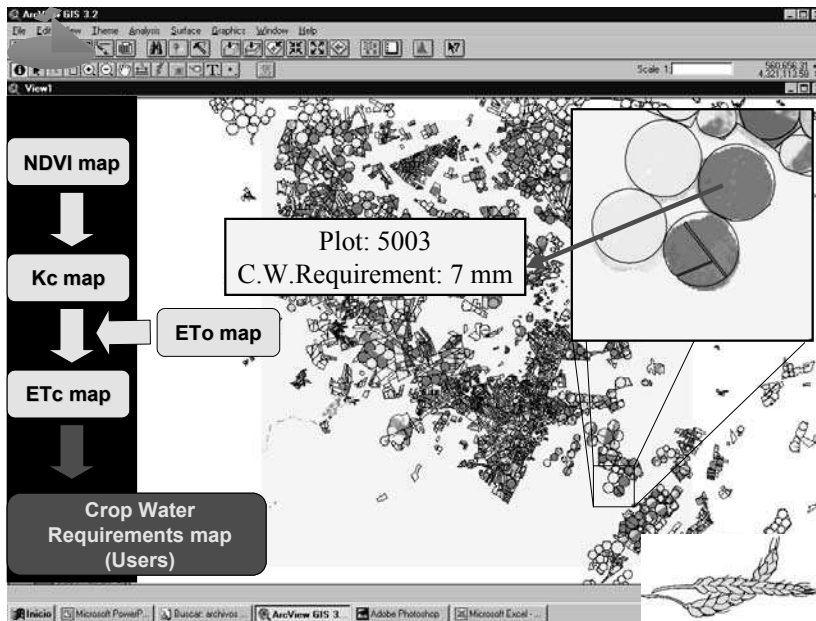 ArcView GIS 3.2
File Edit View Theme Analysis Surface Graphics Window Help
Scale 1:
560,656.31
4,321,113.58
View1
NDVI map
Kc map
ETo map
ETc map
Crop Water
Requirements map
(Users)
Plot: 5003
C.W.Requirement: 7 mm
Inicio
Microsoft PowerP...
Buscar: archivos ...
ArcView GIS 3...
Adobe Photoshop
Microsoft Excel - ...